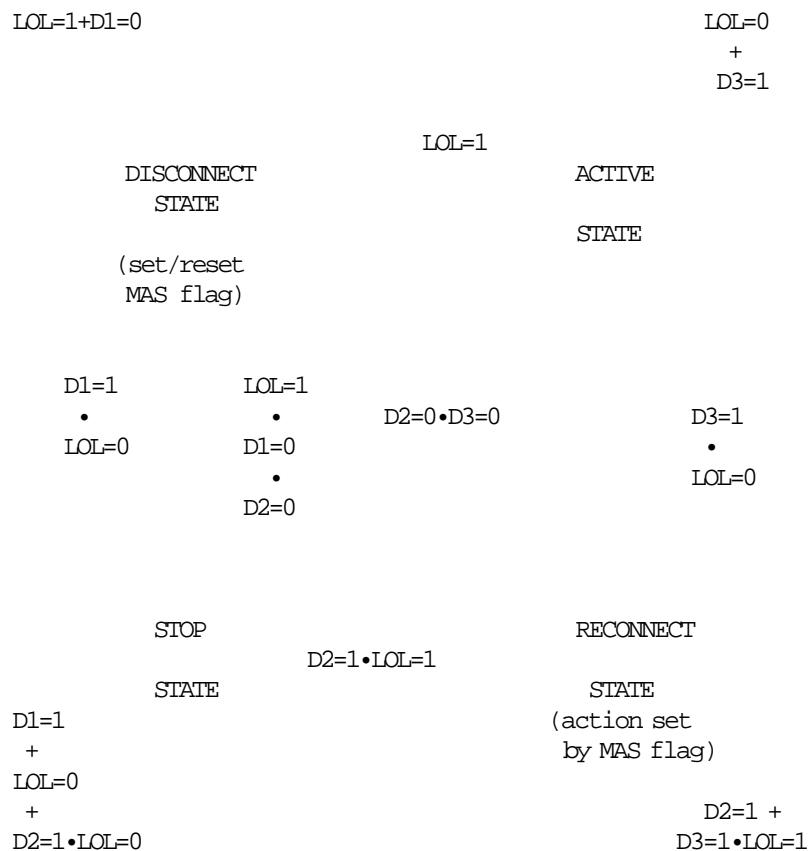 LOL=1+D1=0 LOL=0
+
D3=1
LOL=1
DISCONNECT ACTIVE
STATE
STATE
(set/reset
MAS flag)
D1=1 LOL=1
• • D2=0•D3=0 D3=1
LOL=0 D1=0 •
• LOL=0
D2=0
STOP RECONNECT
D2=1•LOL=1
STATE STATE
D1=1 (action set
+ by MAS flag)
LOL=0
+ D2=1 +
D2=1•LOL=0 D3=1•LOL=1